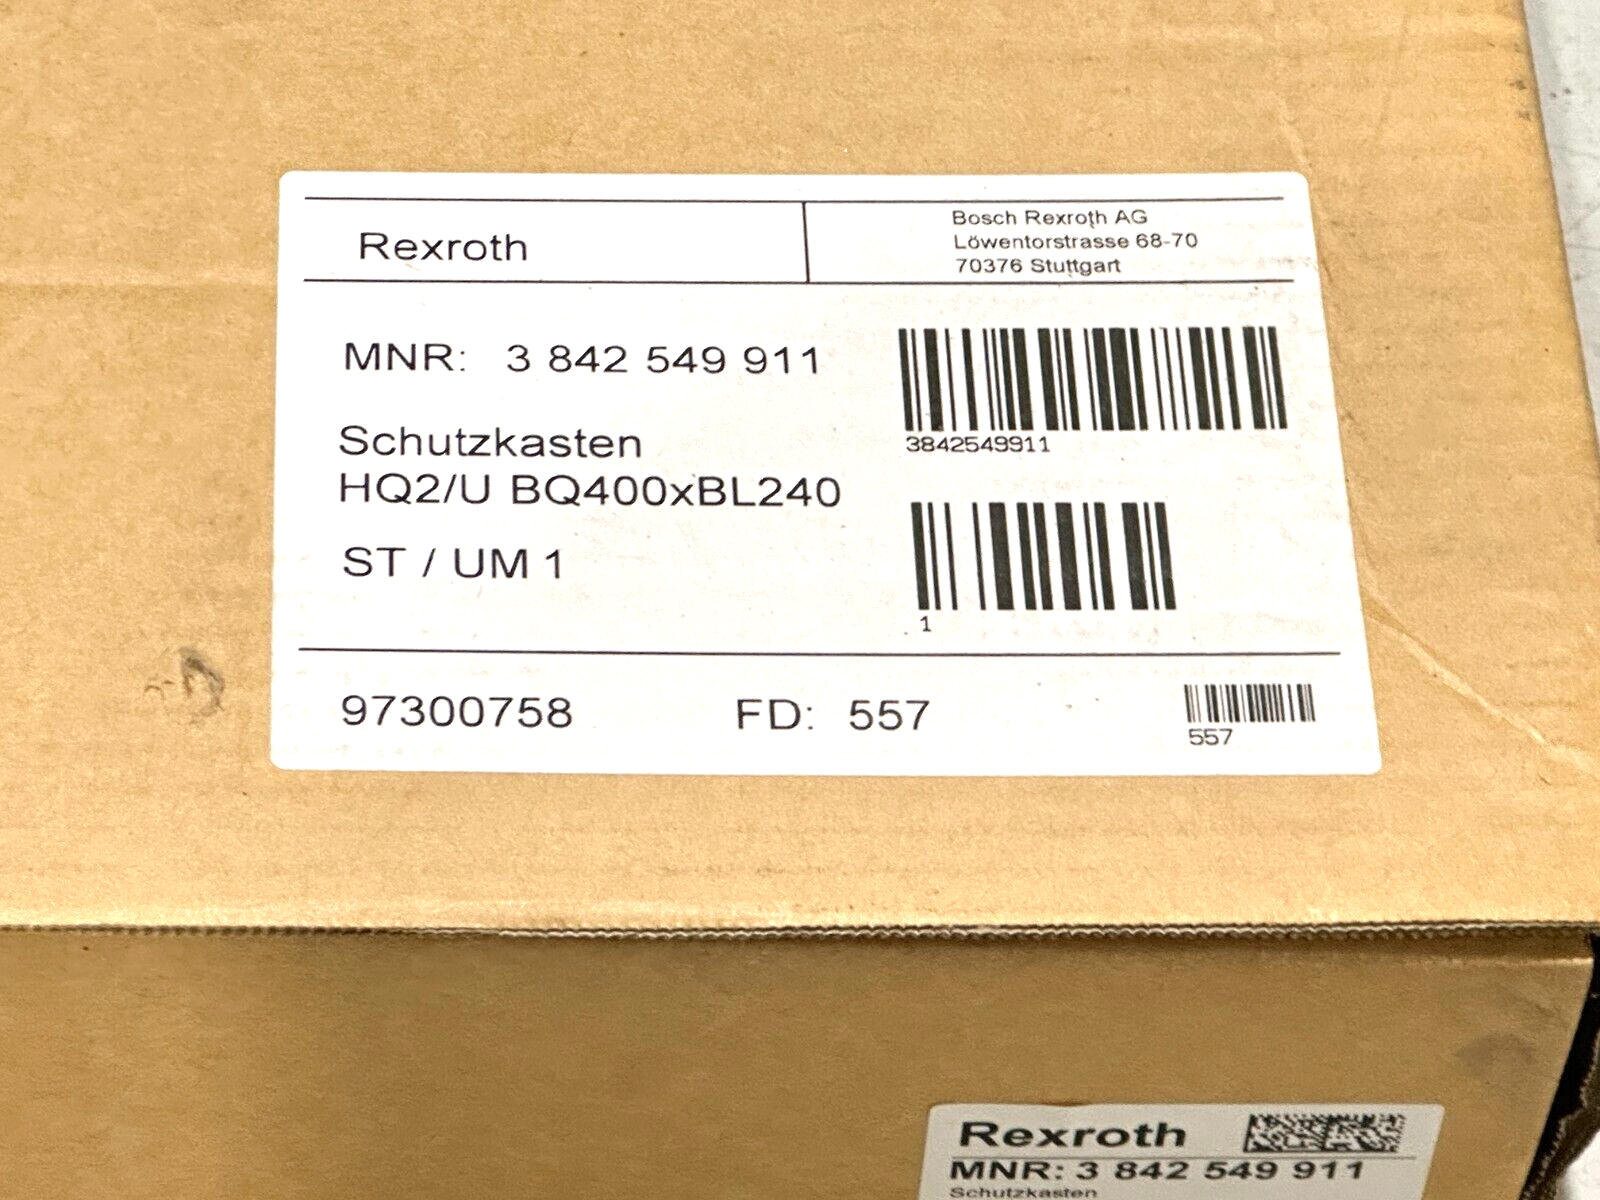 Rexroth
Bosch Rexroth AG
Löwentorstrasse 68-70
70376 Stuttgart
MNR: 3 842 549 911
3842549911
Schutzkasten
HQ2/U BQ400xBL240
ST / UM 1
1
97300758 FD: 557
557
Rexroth
MNR: 3 842 549 911
Schutzkasten